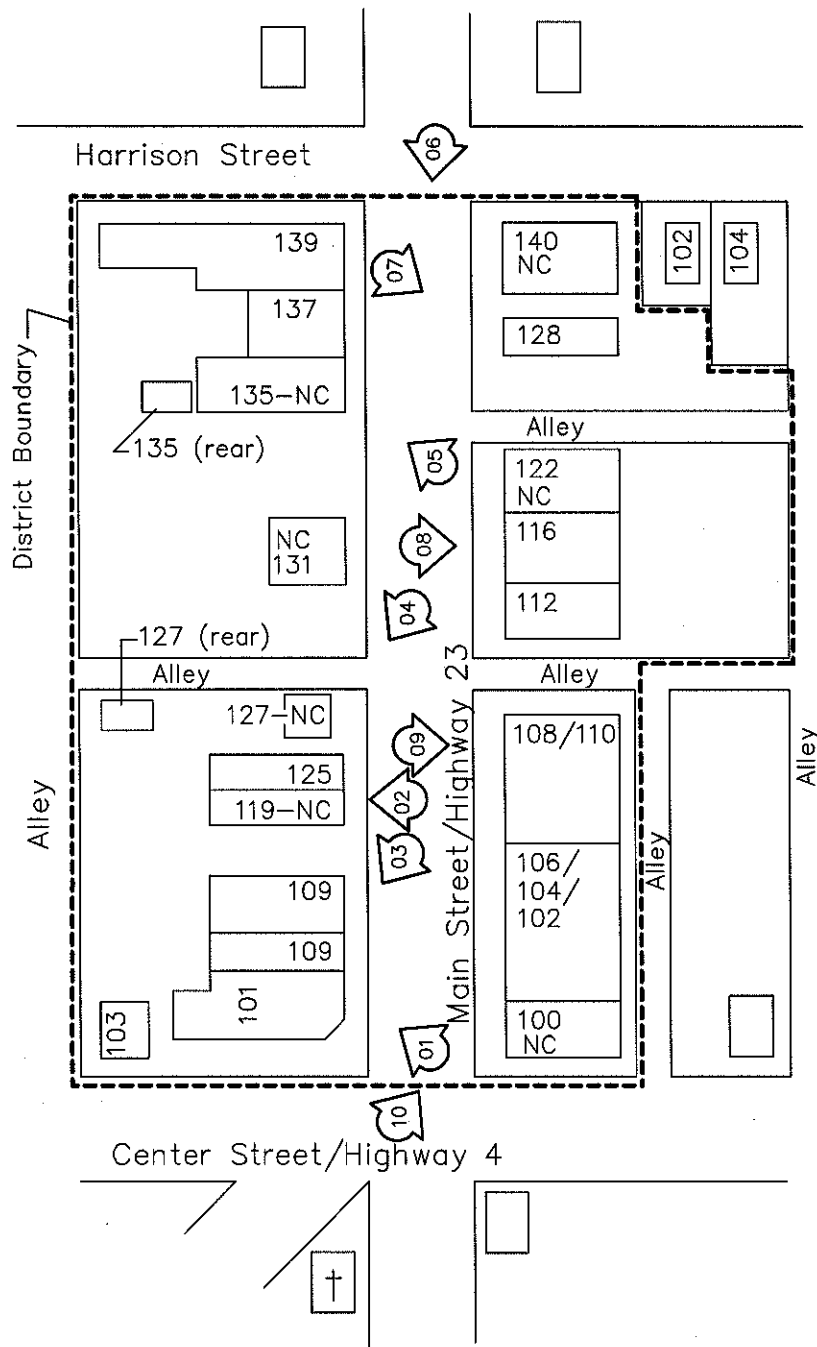 Harrison Street
06
139
07
140
NC
102
104
137
128
District Boundary
135-NC
Alley
135 (rear)
05
122
NC
116
08
NC
131
112
04
127 (rear)
Alley
Alley
127-NC
09
108/110
Main Street/Highway 23
125
119-NC
02
Alley
Alley
Alley
03
106/
104/
102
109
109
101
103
01
100
NC
10
Center Street/Highway 4